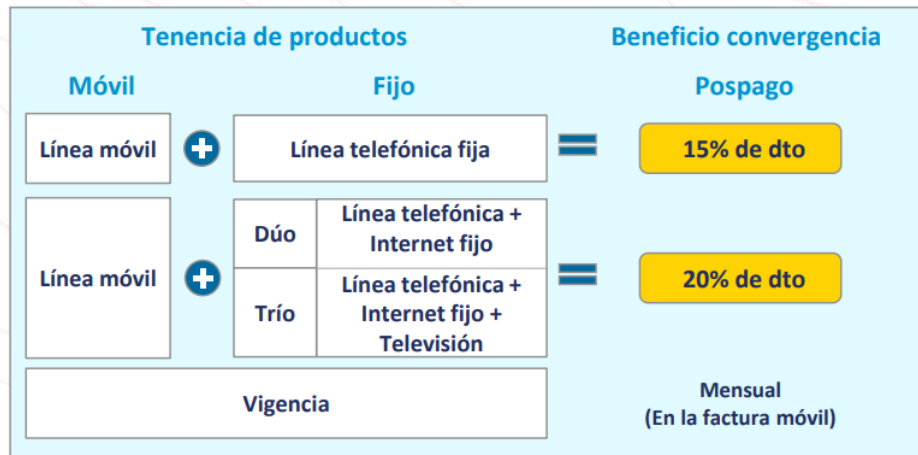 Tenencia de productos
Beneficio convergencia
Móvil
Fijo
Pospago
Línea móvil
+
Línea telefónica fija
=
15% de dto
Línea móvil
+
Dúo
Línea telefónica +
Internet fijo
Trío
Línea telefónica +
Internet fijo +
Televisión
=
20% de dto
Vigencia
Mensual
(En la factura móvil)